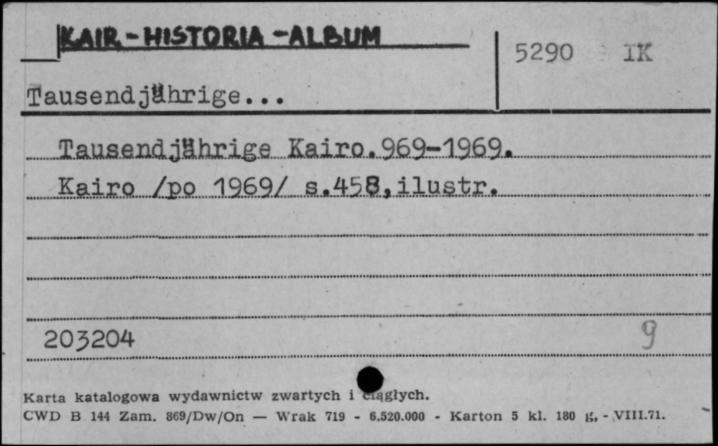 KAIR - HISTORIA - ALBUM
5290 IK
Tausendjährige...
Tausendjährige Kairo.969-1969.
Kairo /po 1969/ s.458,ilustr.
203204
9
Karta katalogowa wydawnictw zwartych i ciągłych.
CWD B 144 Zam. 869/Dw/On — Wrak 719 - 6.520.000 - Karton 5 kl. 180 g, - VIII.71.